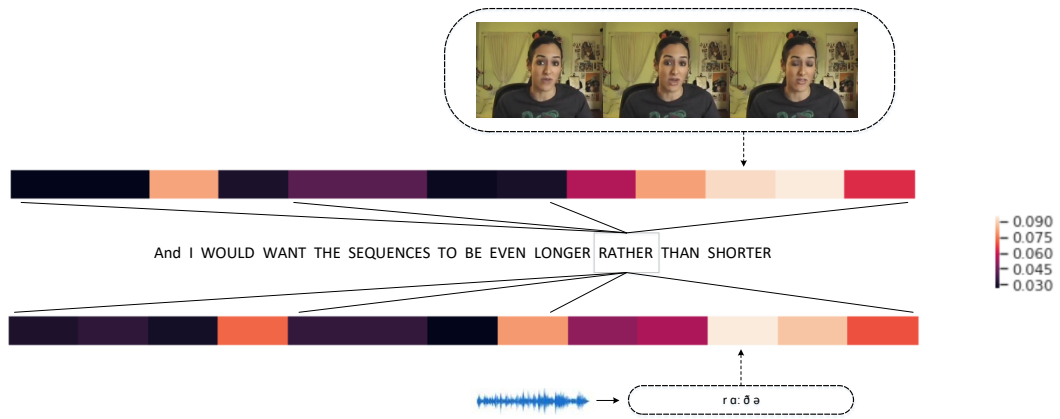 And I WOULD WANT THE SEQUENCES TO BE EVEN LONGER RATHER THAN SHORTER
0.090
0.075
0.060
0.045
0.030
r ɑː ð ə